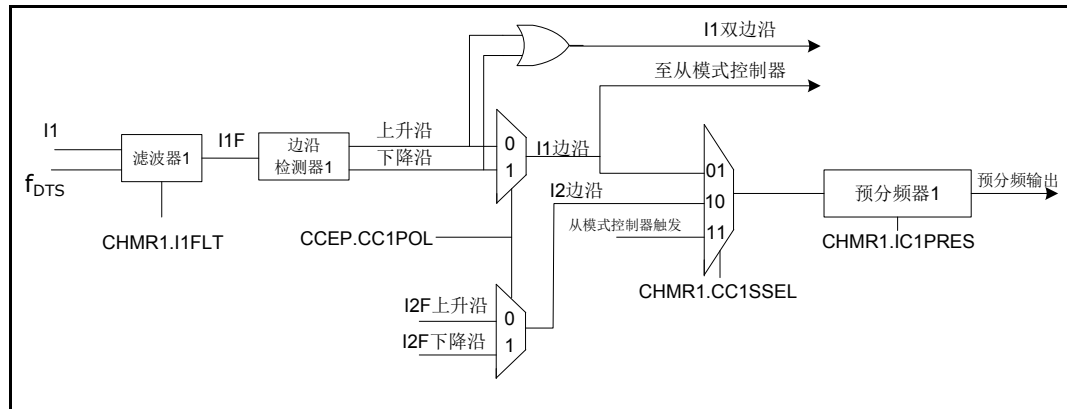 I1双边沿
至从模式控制器
I1
f_DTS
滤波器1
I1F
边沿
检测器1
上升沿
下降沿
0
1
I1边沿
I2边沿
从模式控制器触发
01
10
11
预分频器1
预分频输出
CHMR1.I1FLT
CCEP.CC1POL
CHMR1.IC1PRES
CHMR1.CC1SSEL
I2F上升沿
I2F下降沿
0
1